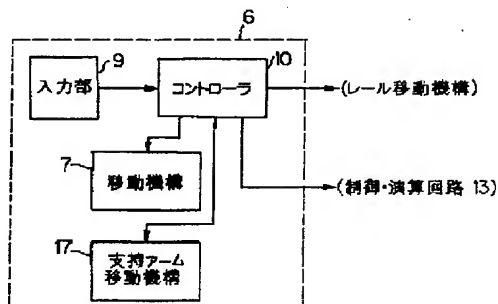 6
9
10
入力部
コントローラ
(レール移動機構)
7
移動機構
(制御・演算回路 13)
17
支持アーム
移動機構